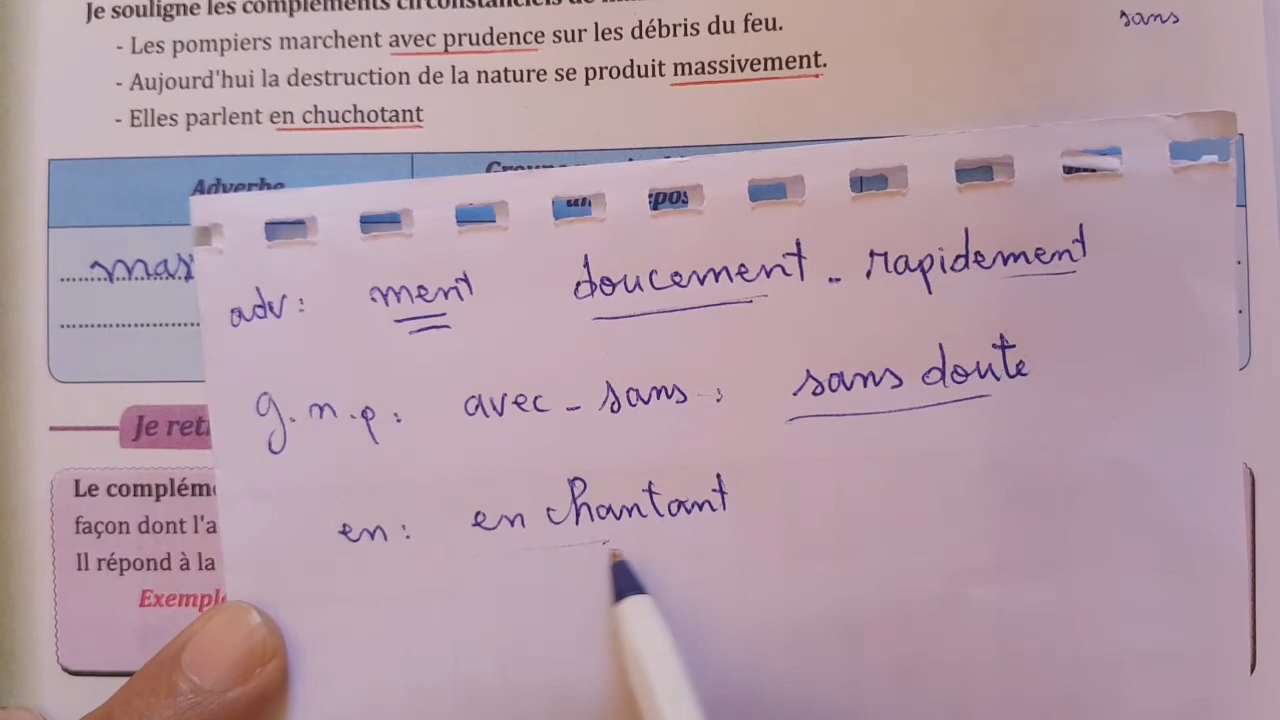 Je souligne les compléments circonstanciels de
sans
- Les pompiers marchent avec prudence sur les débris du feu.
- Aujourd'hui la destruction de la nature se produit massivement.
- Elles parlent en chuchotant
Adverbe
mas
adv: ment doucement - rapidement
g.n.p: avec - sans: sans doute
Je ret
en: en chantant
Le complém
façon dont l'a
Il répond à la
Exempl